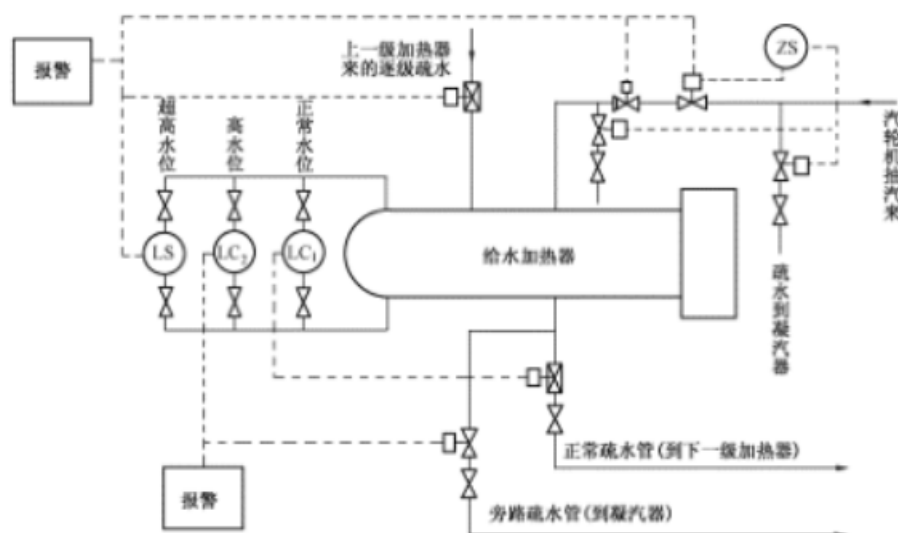 报警
上一级加热器
来的逐级疏水
ZS
超高水位
高水位
正常水位
汽轮机抽汽来
LS
LC₂
LC₁
给水加热器
疏水到凝汽器
正常疏水管(到下一级加热器)
报警
旁路疏水管(到凝汽器)